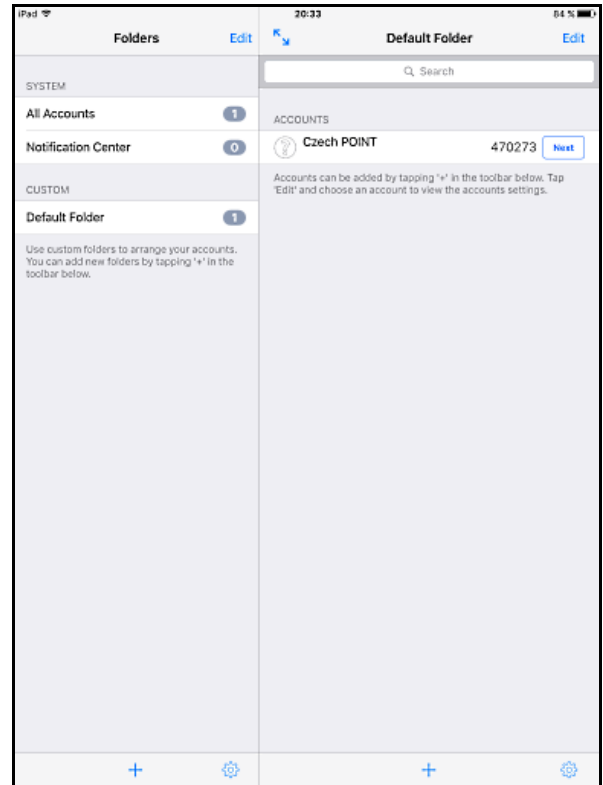 iPad
20:33
84 %
Folders
Edit
Default Folder
Edit
SYSTEM
All Accounts
1
Notification Center
0
CUSTOM
Default Folder
1
Use custom folders to arrange your accounts.
You can add new folders by tapping '+' in the
toolbar below.
Search
ACCOUNTS
Czech POINT
470273
Next
Accounts can be added by tapping '+' in the toolbar below. Tap
'Edit' and choose an account to view the accounts settings.